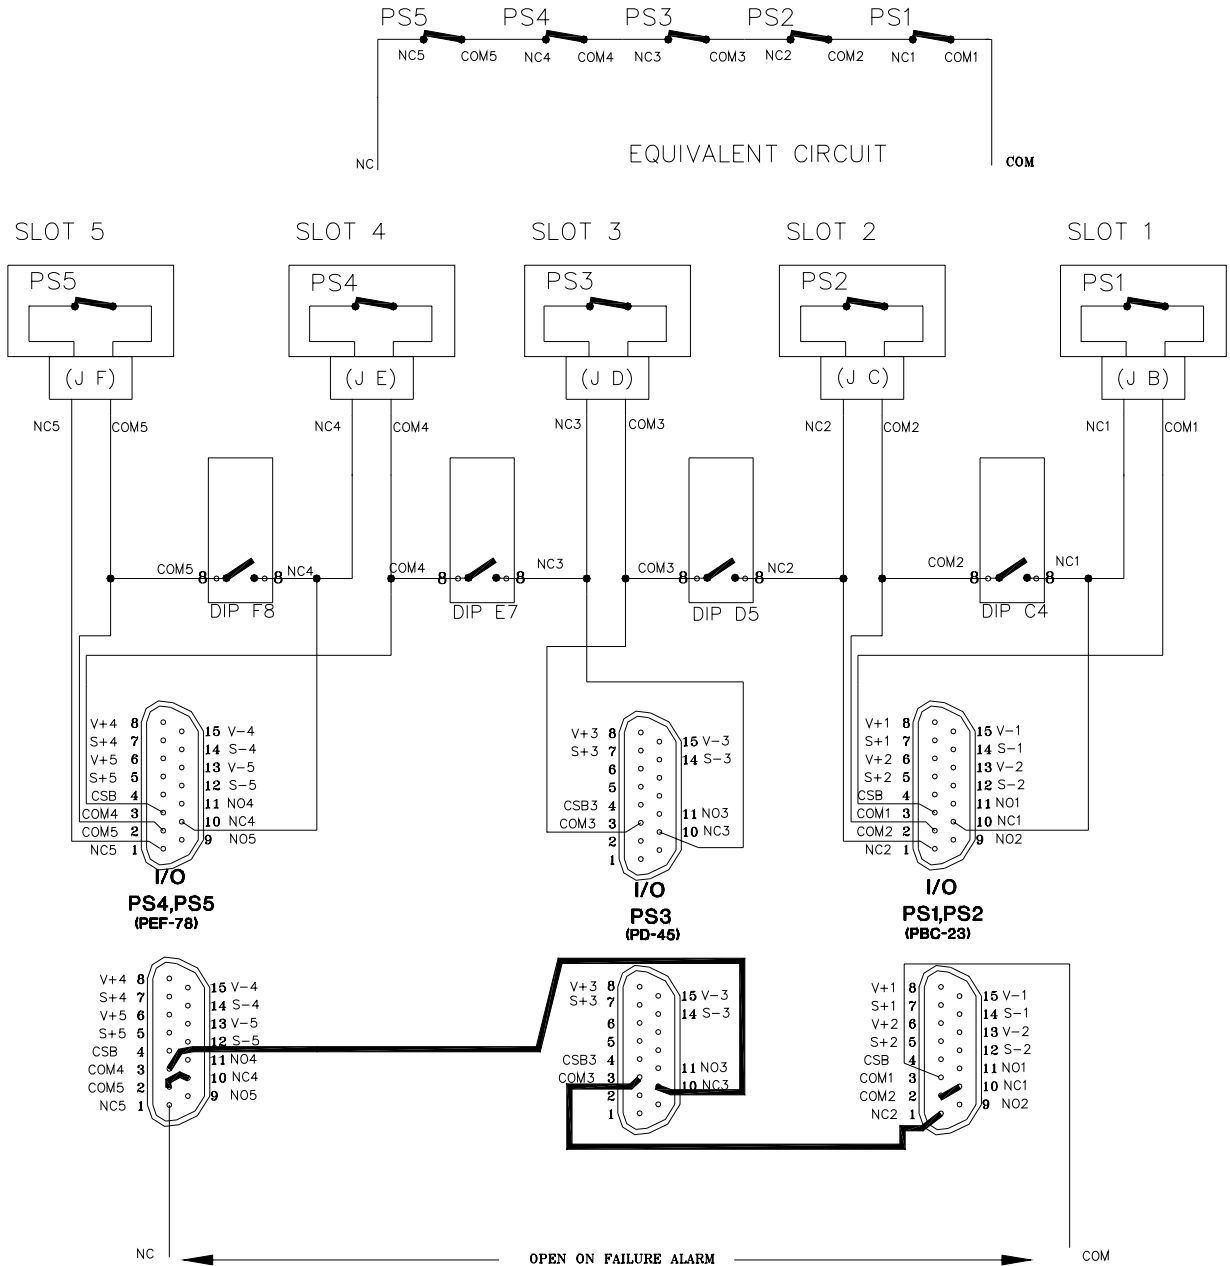 PS5 PS4 PS3 PS2 PS1
NC5 COM5 NC4 COM4 NC3 COM3 NC2 COM2 NC1 COM1
EQUIVALENT CIRCUIT
NC COM
SLOT 5 SLOT 4 SLOT 3 SLOT 2 SLOT 1
PS5 PS4 PS3 PS2 PS1
(J F) (J E) (J D) (J C) (J B)
NC5 COM5 NC4 COM4 NC3 COM3 NC2 COM2 NC1 COM1
COM5 8 8 NC4 COM4 8 8 NC3 COM3 8 8 NC2 COM2 8 8 NC1
DIP F8 DIP E7 DIP D5 DIP C4
V+4 8
S+4 7
V+5 6
S+5 5
CSB 4
COM4 3
COM5 2
NC5 1
15 V-4
14 S-4
13 V-5
12 S-5
11 NO4
10 NC4
9 NO5
I/O
PS4,PS5
(PEF-78)
V+3 8
S+3 7
6
5
CSB3 4
COM3 3
2
1
15 V-3
14 S-3
11 NO3
10 NC3
I/O
PS3
(PD-45)
V+1 8
S+1 7
V+2 6
S+2 5
CSB 4
COM1 3
COM2 2
NC2 1
15 V-1
14 S-1
13 V-2
12 S-2
11 NO1
10 NC1
9 NO2
I/O
PS1,PS2
(PBC-23)
V+4 8
S+4 7
V+5 6
S+5 5
CSB 4
COM4 3
COM5 2
NC5 1
15 V-4
14 S-4
13 V-5
12 S-5
11 NO4
10 NC4
9 NO5
V+3 8
S+3 7
6
5
CSB3 4
COM3 3
2
1
15 V-3
14 S-3
11 NO3
10 NC3
V+1 8
S+1 7
V+2 6
S+2 5
CSB 4
COM1 3
COM2 2
NC2 1
15 V-1
14 S-1
13 V-2
12 S-2
11 NO1
10 NC1
9 NO2
NC OPEN ON FAILURE ALARM COM